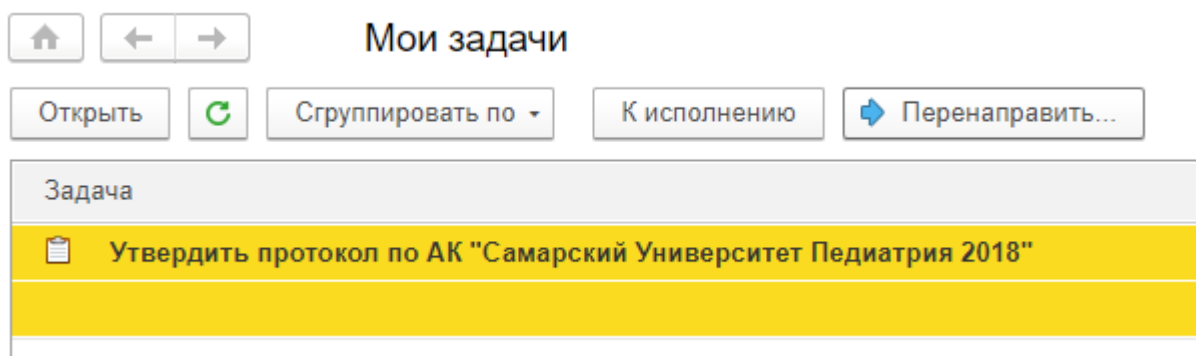 Мои задачи
Открыть Сгруппировать по К исполнению Перенаправить...
Задача
Утвердить протокол по АК "Самарский Университет Педиатрия 2018"